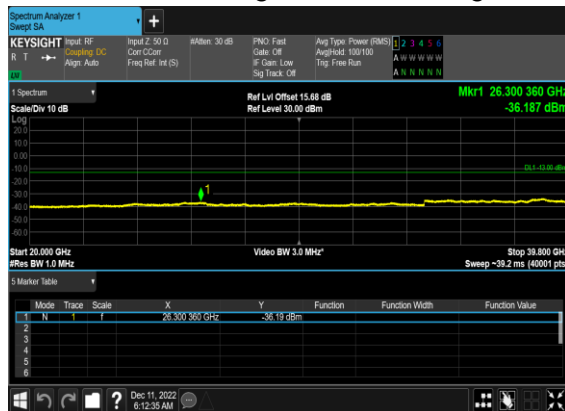 Spectrum Analyzer 1
Swept SA
+
KEYSIGHT Input: RF Input Z: 50 Ω #Atten: 30 dB PNO: Fast Avg Type: Power (RMS) 1 2 3 4 5 6
R T Coupling: DC Corr CCorr Gate: Off Avg|Hold: 100/100 A W W W W W
Align: Auto Freq Ref: Int (S) IF Gain: Low Trig: Free Run
LW Sig Track: Off A N N N N N
1 Spectrum Ref Lvl Offset 15.68 dB Mkr1 26.300 360 GHz
Scale/Div 10 dB Ref Level 30.00 dBm -36.187 dBm
Log
20.0
10.0
0.00
-10.0 DL1 -13.00 dBm
-20.0
-30.0 1
-40.0
-50.0
-60.0
Start 20.000 GHz Video BW 3.0 MHz* Stop 39.800 GHz
#Res BW 1.0 MHz Sweep ~39.2 ms (40001 pts
5 Marker Table
Mode Trace Scale X Y Function Function Width Function Value
1 N 1 f 26.300 360 GHz -36.19 dBm
2
3
4
5
6
? Dec 11, 2022
6:12:35 AM